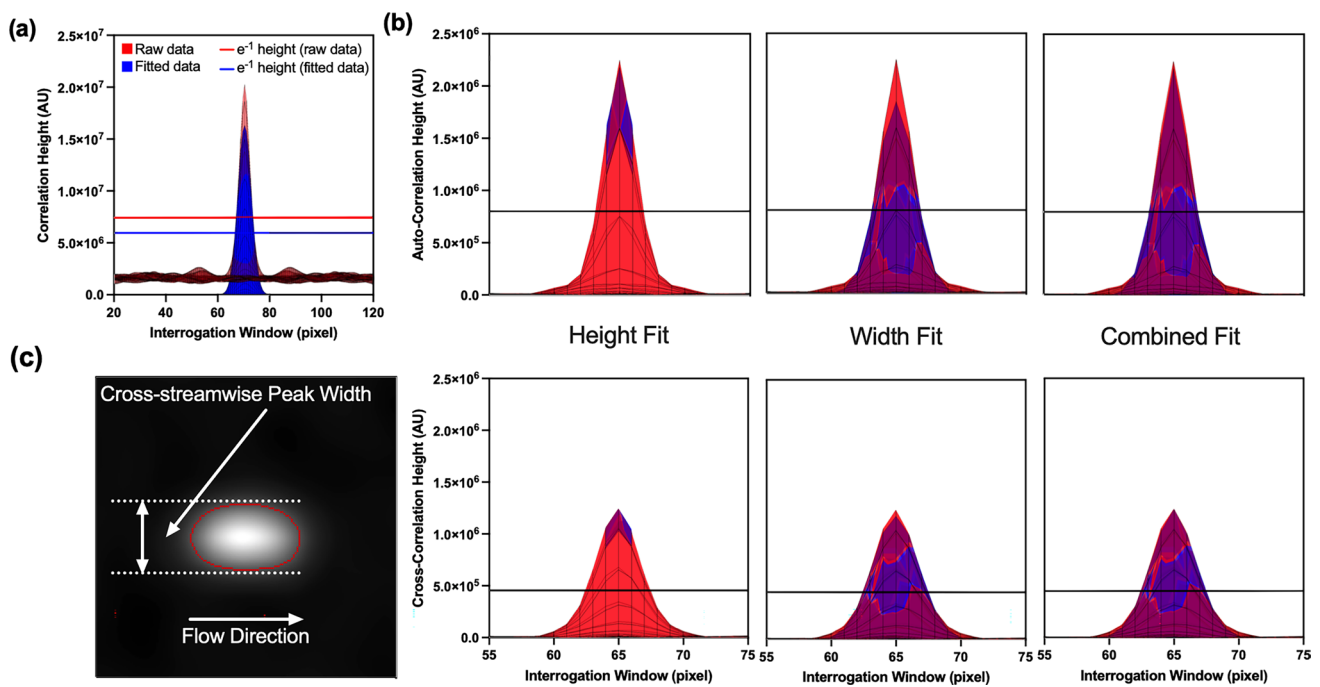 (a)
Correlation Height (AU)
2.5×10⁷
2.0×10⁷
1.5×10⁷
1.0×10⁷
5.0×10⁶
0.0
Raw data
Fitted data
e⁻¹ height (raw data)
e⁻¹ height (fitted data)
20 40 60 80 100 120
Interrogation Window (pixel)
(b)
Auto-Correlation Height (AU)
2.5×10⁶
2.0×10⁶
1.5×10⁶
1.0×10⁶
5.0×10⁵
0.0
Height Fit
Width Fit
Combined Fit
Cross-Correlation Height (AU)
2.5×10⁶
2.0×10⁶
1.5×10⁶
1.0×10⁶
5.0×10⁵
0.0
55 60 65 70 75
Interrogation Window (pixel)
55 60 65 70 75
Interrogation Window (pixel)
55 60 65 70 75
Interrogation Window (pixel)
(c)
Cross-streamwise Peak Width
Flow Direction